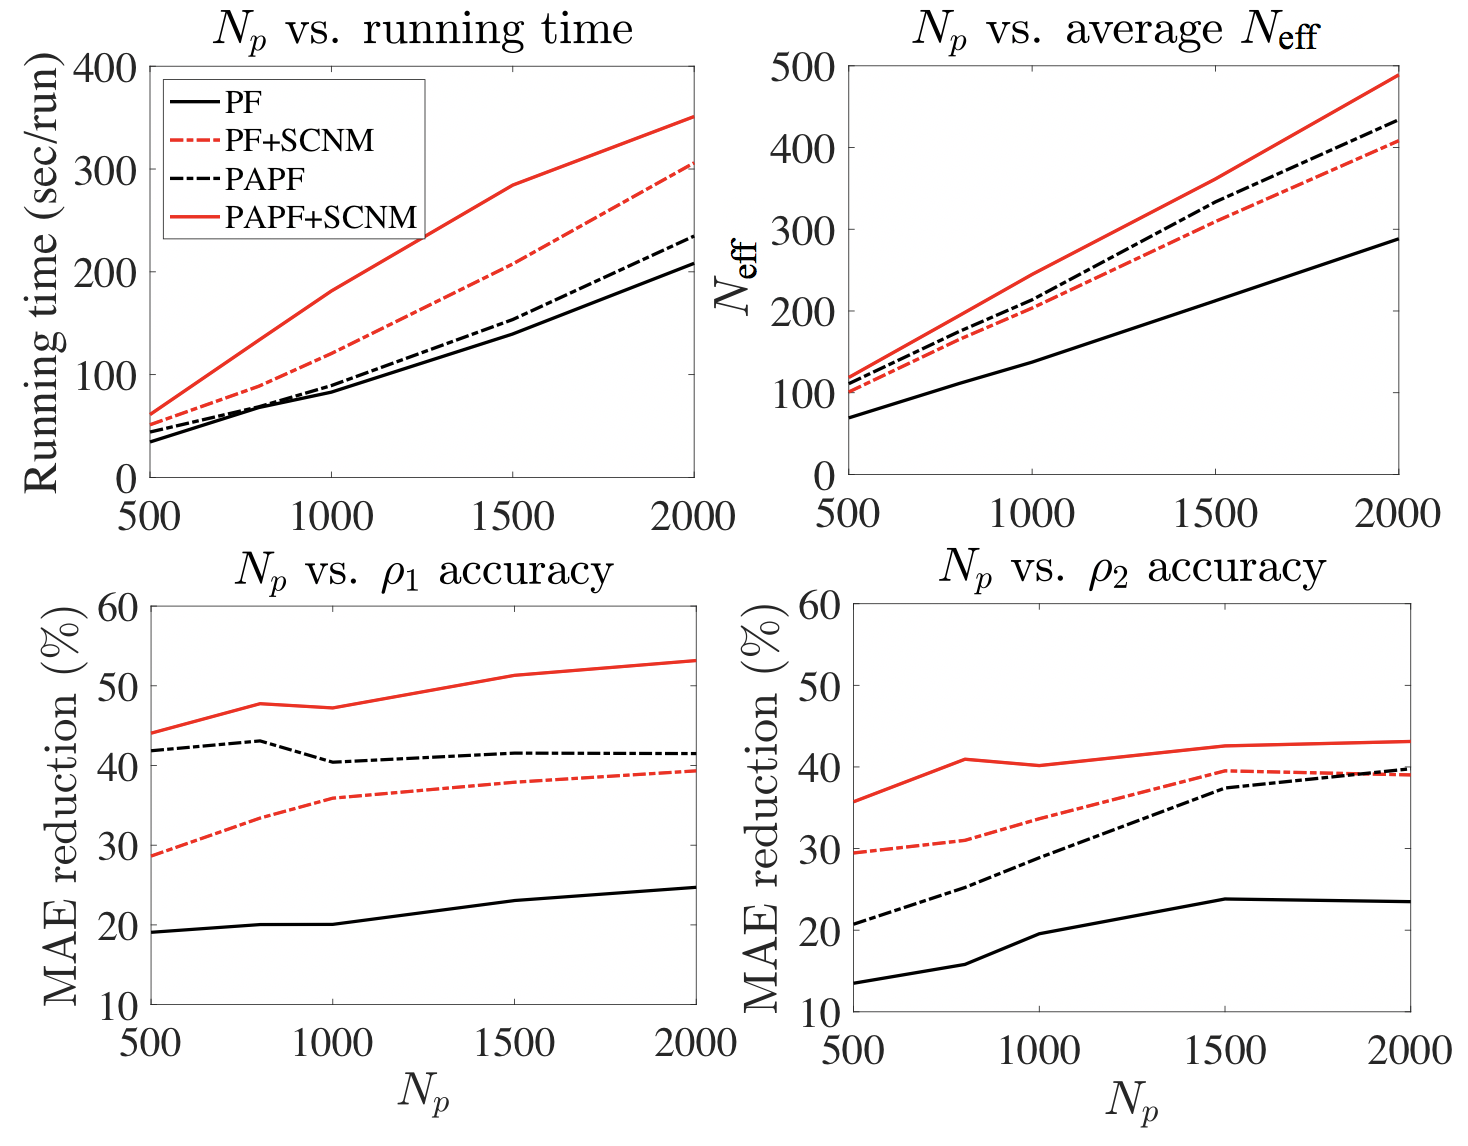 N_p vs. running time
Running time (sec/run)
400
300
200
100
0
PF
PF+SCNM
PAPF
PAPF+SCNM
500 1000 1500 2000
N_p vs. average N_eff
N_eff
500
400
300
200
100
0
500 1000 1500 2000
N_p vs. ρ_1 accuracy
MAE reduction (%)
60
50
40
30
20
10
500 1000 1500 2000
N_p
N_p vs. ρ_2 accuracy
MAE reduction (%)
60
50
40
30
20
10
500 1000 1500 2000
N_p